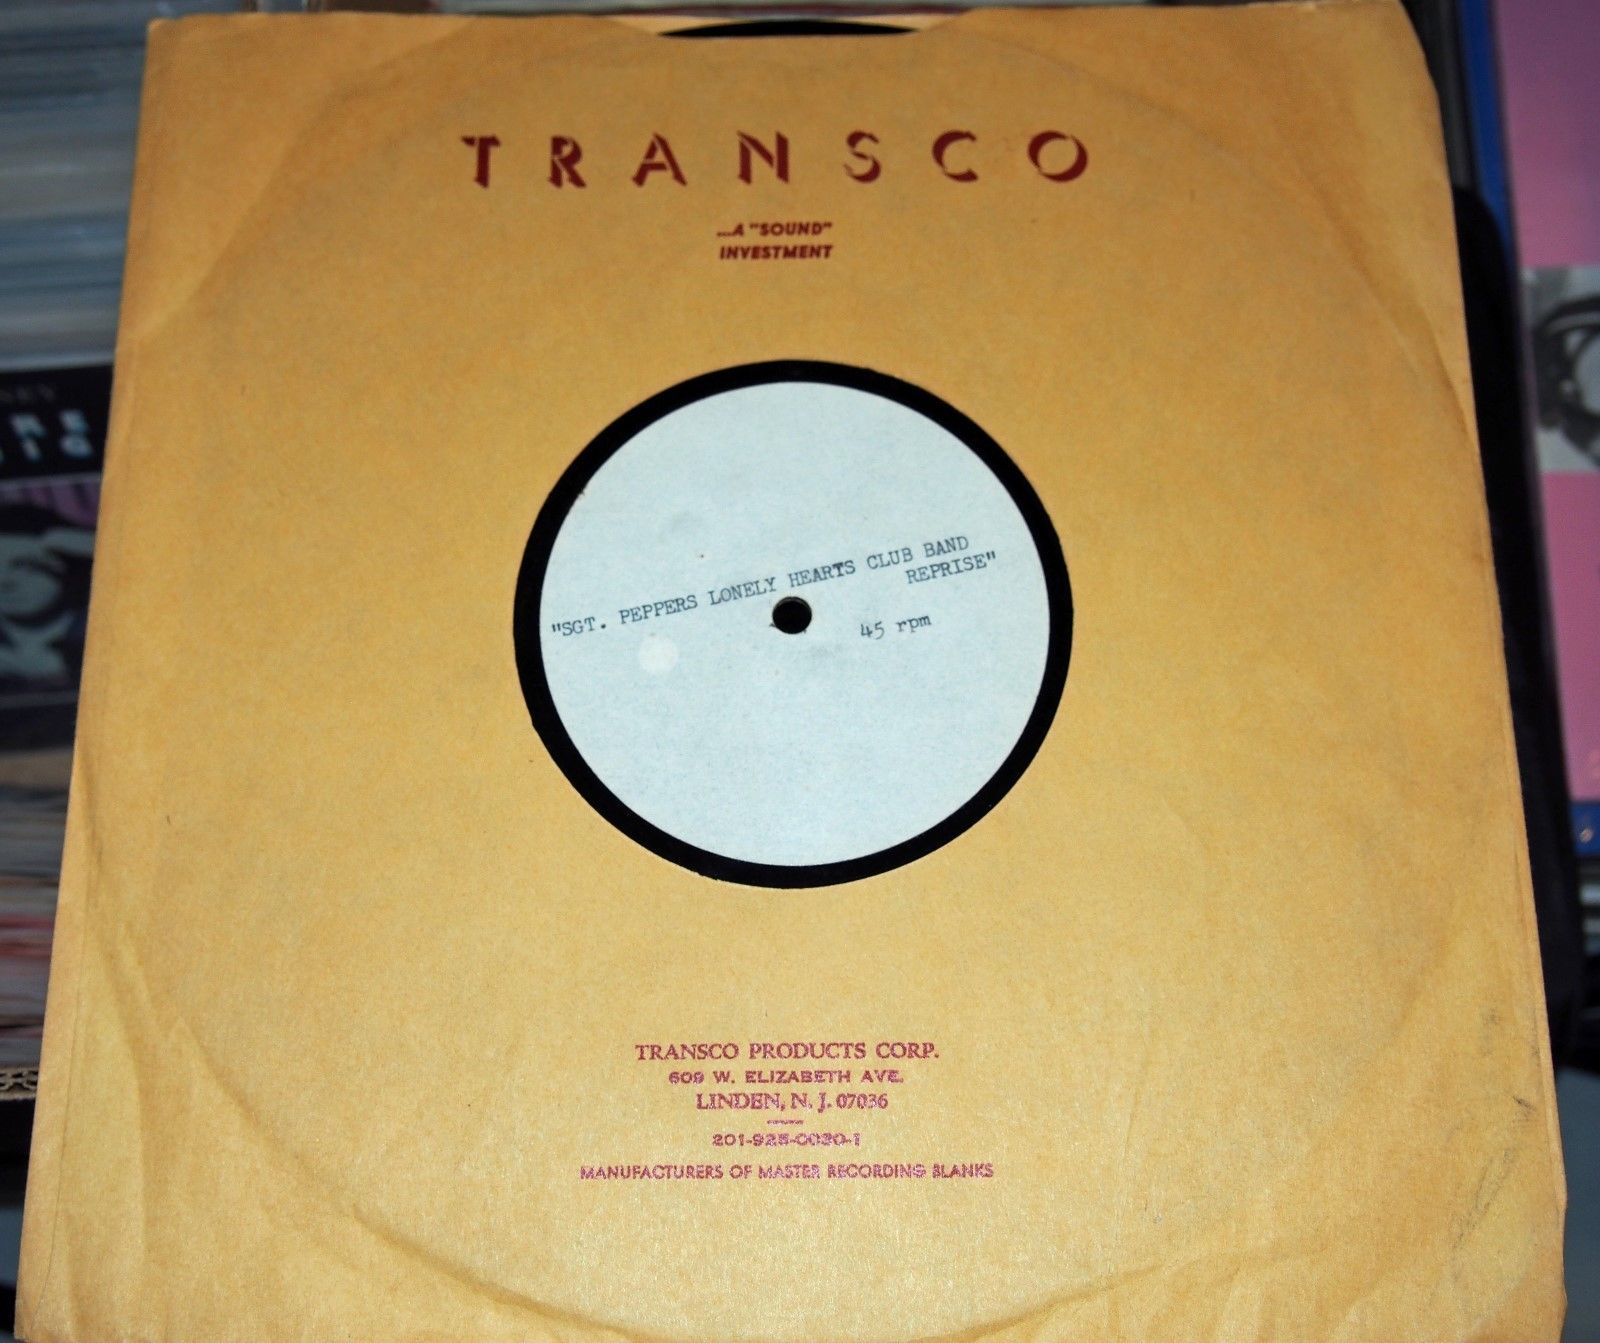 TRANSCO
..."A "SOUND"
INVESTMENT
"SGT. PEPPERS LONELY HEARTS CLUB BAND
REPRISE"
45 rpm
TRANSCO PRODUCTS CORP.
609 W. ELIZABETH AVE.
LINDEN, N. J. 07036
201-925-0030-1
MANUFACTURERS OF MASTER RECORDING BLANKS